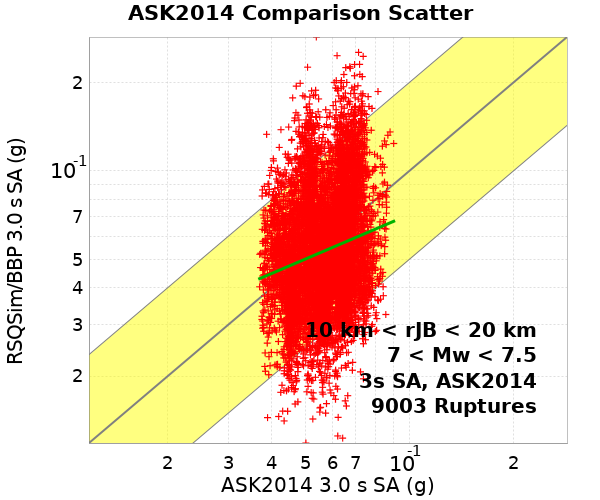 ASK2014 Comparison Scatter
RSQSim/BBP 3.0 s SA (g)
2
10-1
7
5
4
3
2
10 km < rJB < 20 km
7 < Mw < 7.5
3s SA, ASK2014
9003 Ruptures
2 3 4 5 6 7 10-1 2
ASK2014 3.0 s SA (g)